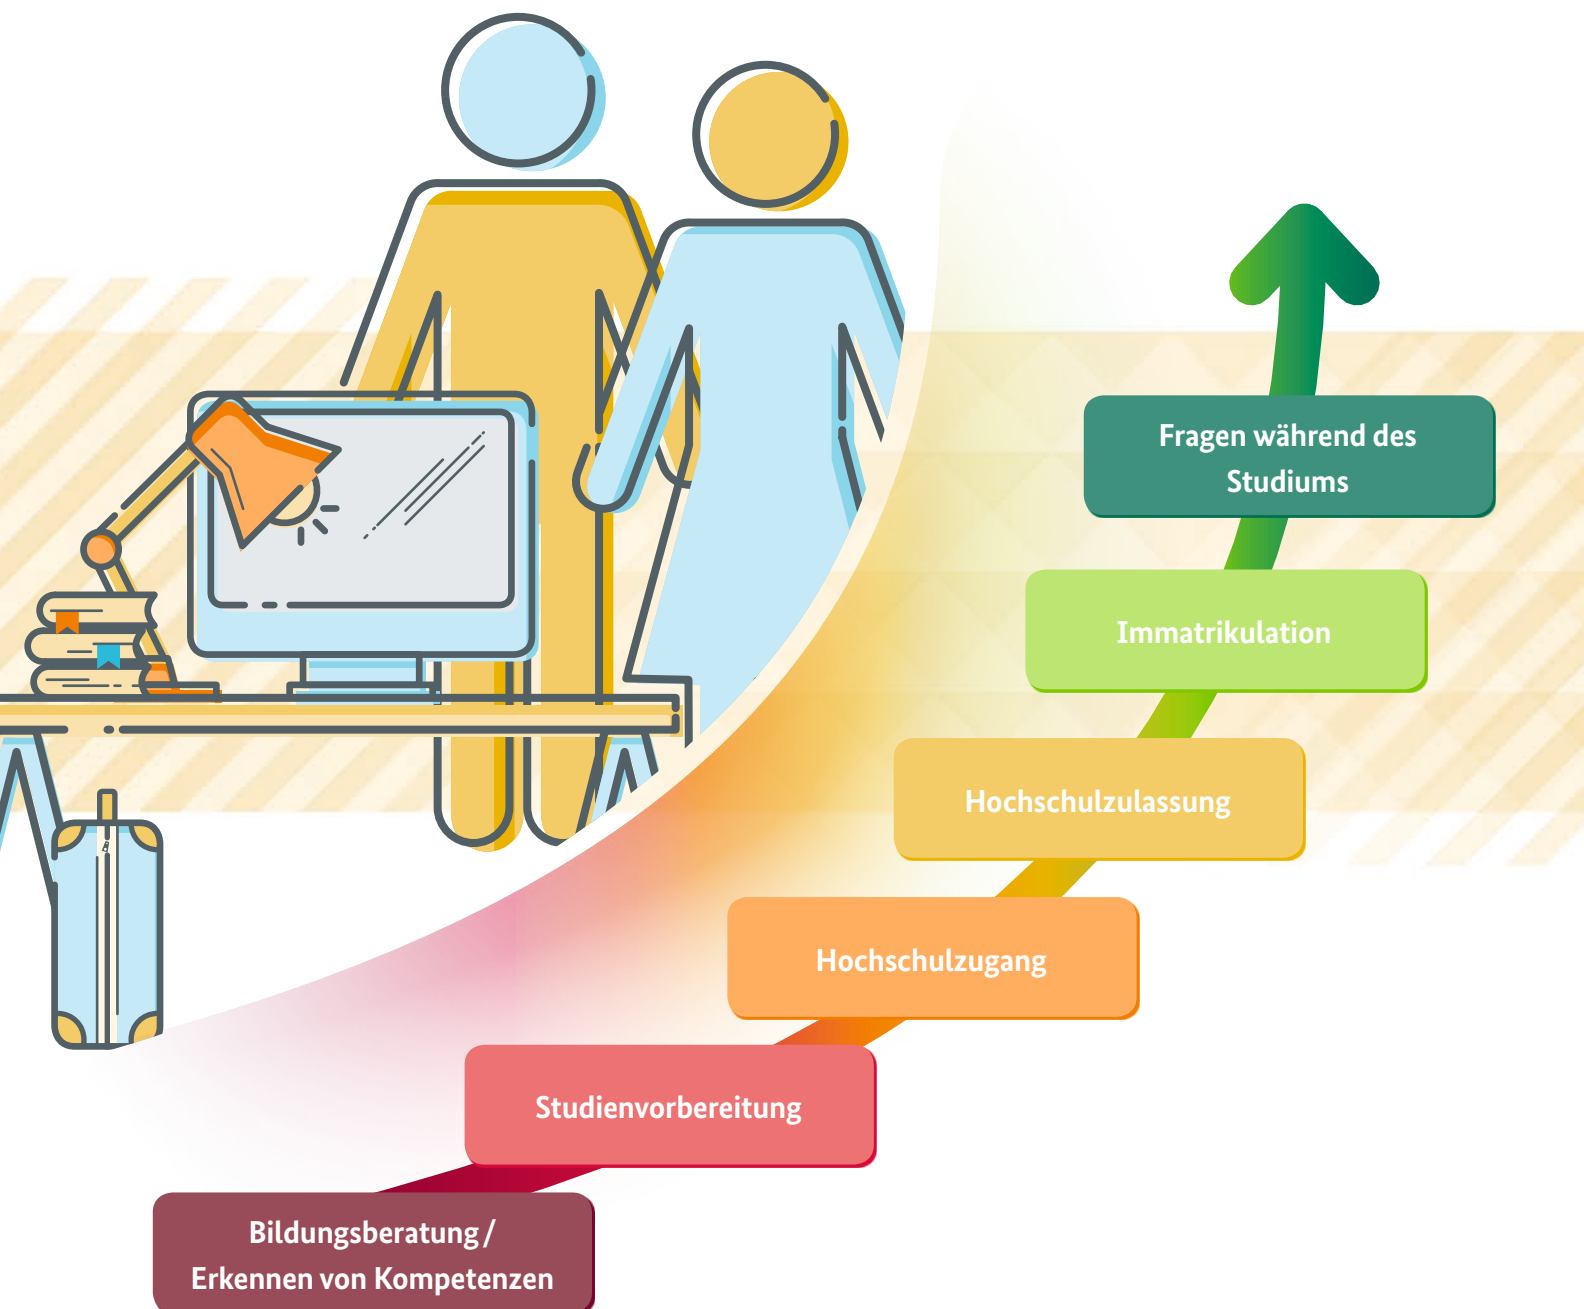 Fragen während des
Studiums
Immatrikulation
Hochschulzulassung
Hochschulzugang
Studienvorbereitung
Bildungsberatung /
Erkennen von Kompetenzen